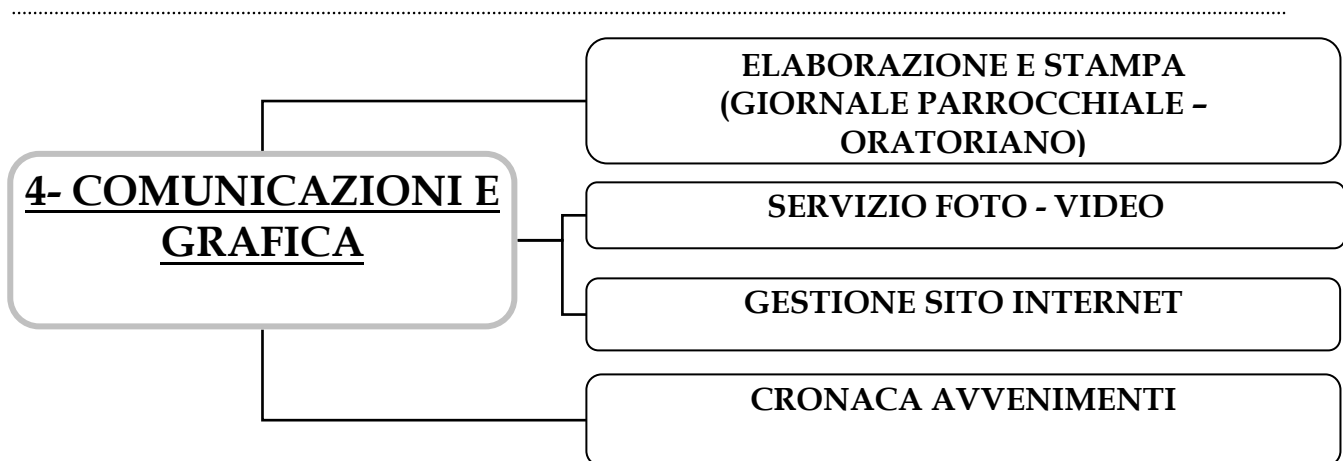 ELABORAZIONE E STAMPA
(GIORNALE PARROCCHIALE –
ORATORIANO)
4- COMUNICAZIONI E
GRAFICA
SERVIZIO FOTO - VIDEO
GESTIONE SITO INTERNET
CRONACA AVVENIMENTI